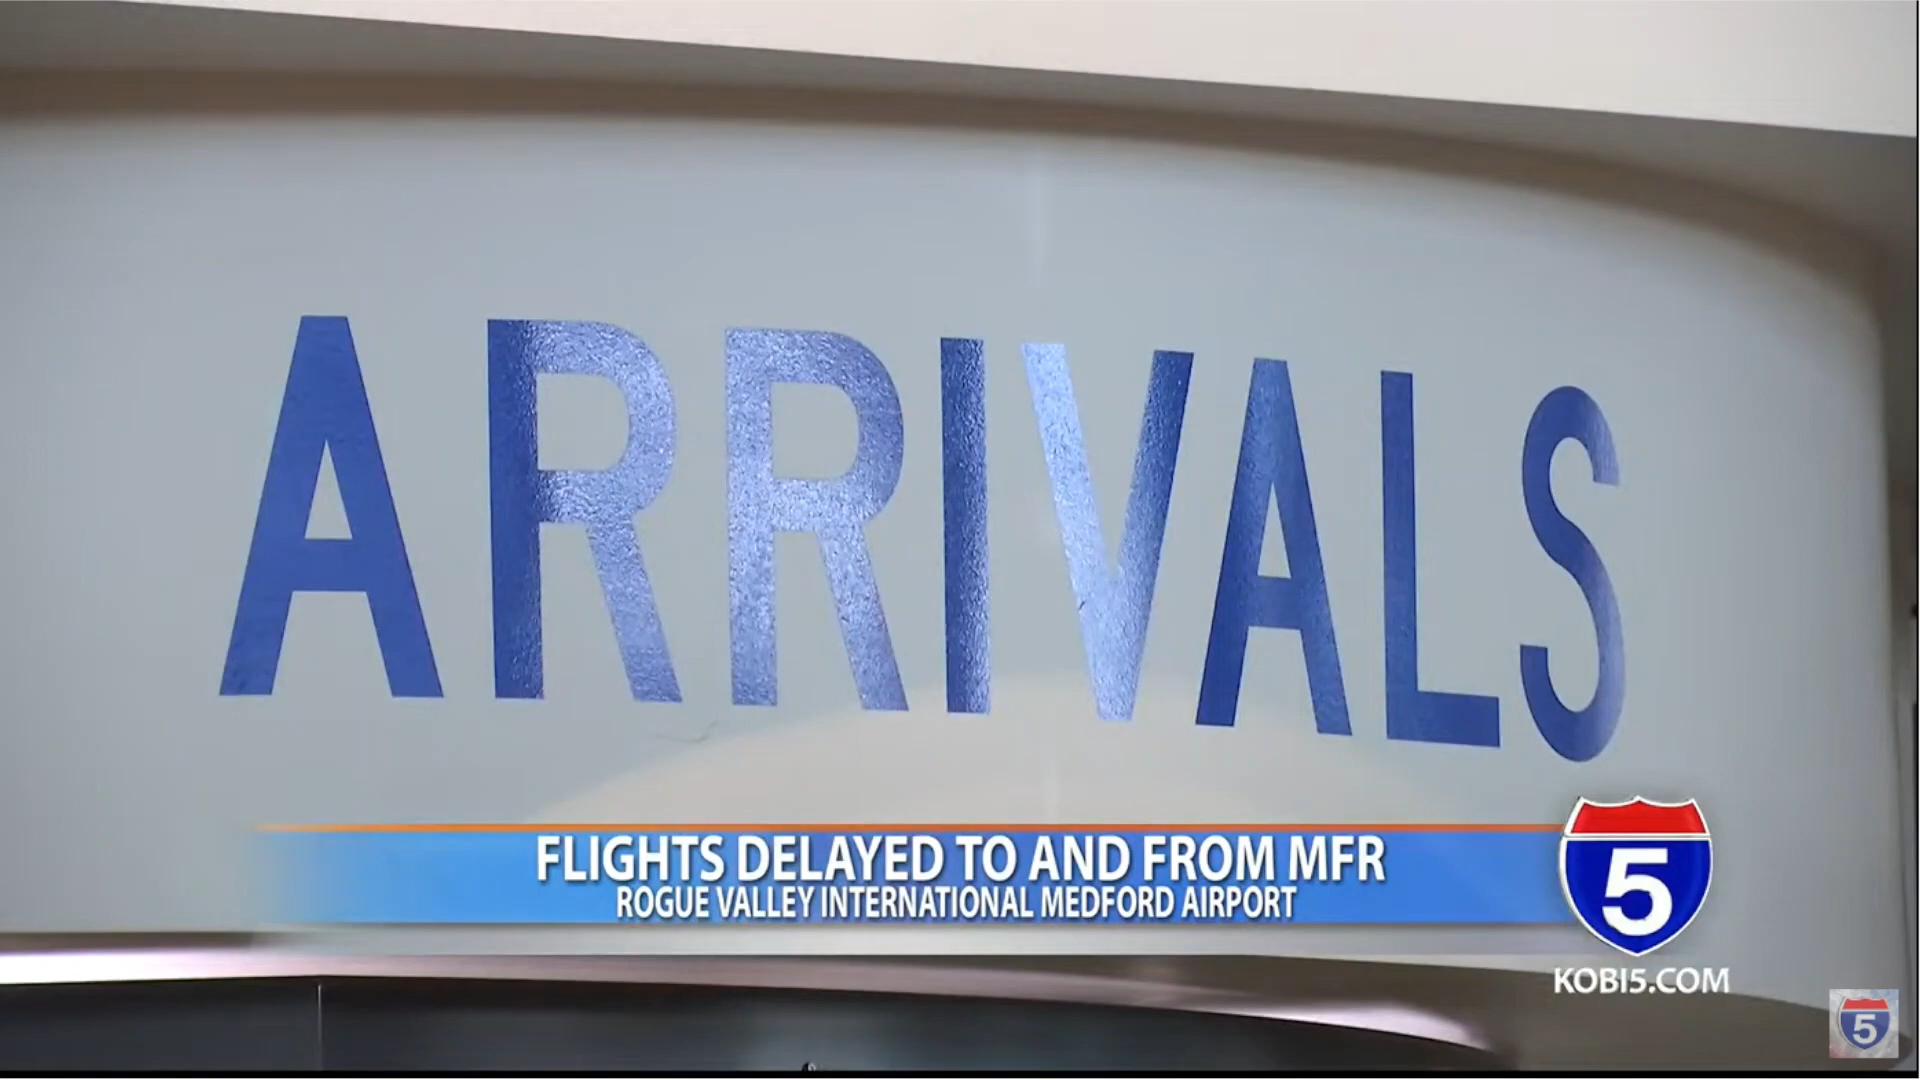 ARRIVALS
FLIGHTS DELAYED TO AND FROM MFR
ROGUE VALLEY INTERNATIONAL MEDFORD AIRPORT
5
KOBI5.COM
5